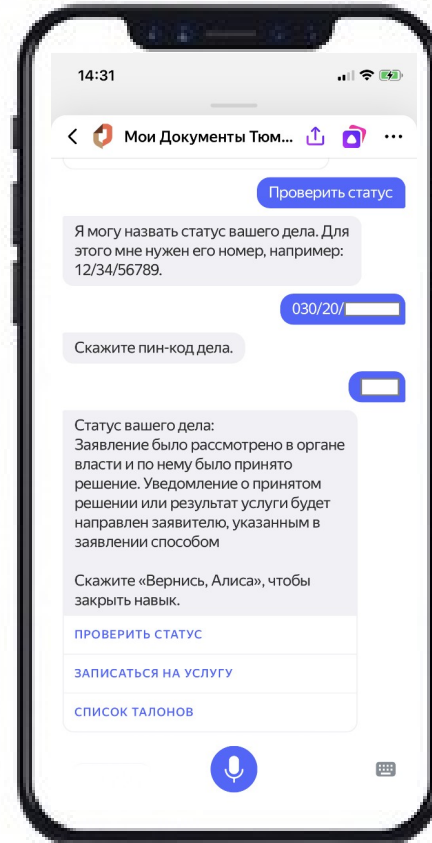 14:31
Мои Документы Тюм...
Проверить статус
Я могу назвать статус вашего дела. Для
этого мне нужен его номер, например:
12/34/56789.
030/20/
Скажите пин-код дела.
Статус вашего дела:
Заявление было рассмотрено в органе
власти и по нему было принято
решение. Уведомление о принятом
решении или результат услуги будет
направлен заявителю, указанным в
заявлении способом
Скажите «Вернись, Алиса», чтобы
закрыть навык.
ПРОВЕРИТЬ СТАТУС
ЗАПИСАТЬСЯ НА УСЛУГУ
СПИСОК ТАЛОНОВ